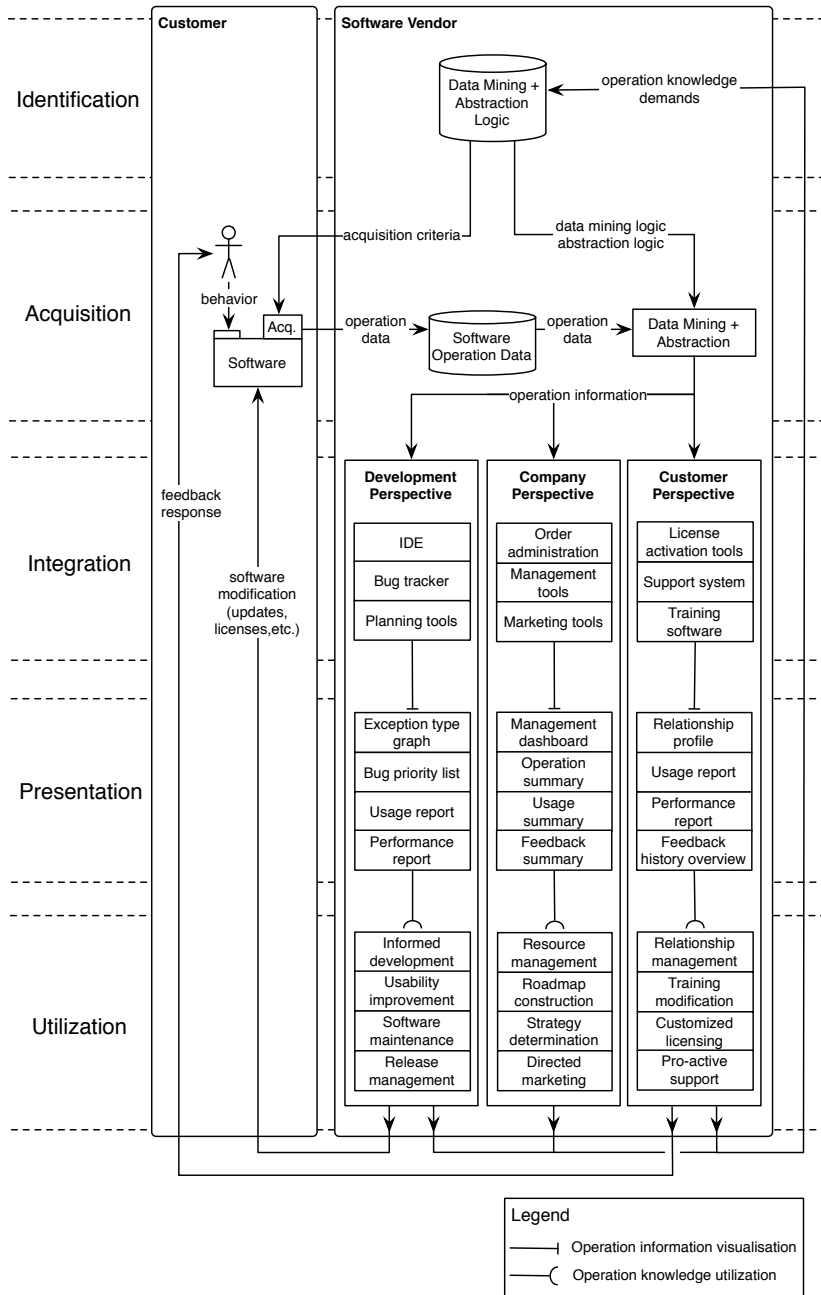 Customer
Software Vendor
Identification
Data Mining +
Abstraction
Logic
operation knowledge
demands
Acquisition
acquisition criteria
data mining logic
abstraction logic
behavior
Acq.
Software
operation
data
Software
Operation Data
operation
data
Data Mining +
Abstraction
operation information
Integration
feedback
response
software
modification
(updates,
licenses,etc.)
Development
Perspective
IDE
Bug tracker
Planning tools
Company
Perspective
Order
administration
Management
tools
Marketing tools
Customer
Perspective
License
activation tools
Support system
Training
software
Presentation
Exception type
graph
Bug priority list
Usage report
Performance
report
Management
dashboard
Operation
summary
Usage
summary
Feedback
summary
Relationship
profile
Usage report
Performance
report
Feedback
history overview
Utilization
Informed
development
Usability
improvement
Software
maintenance
Release
management
Resource
management
Roadmap
construction
Strategy
determination
Directed
marketing
Relationship
management
Training
modification
Customized
licensing
Pro-active
support
Legend
Operation information visualisation
Operation knowledge utilization